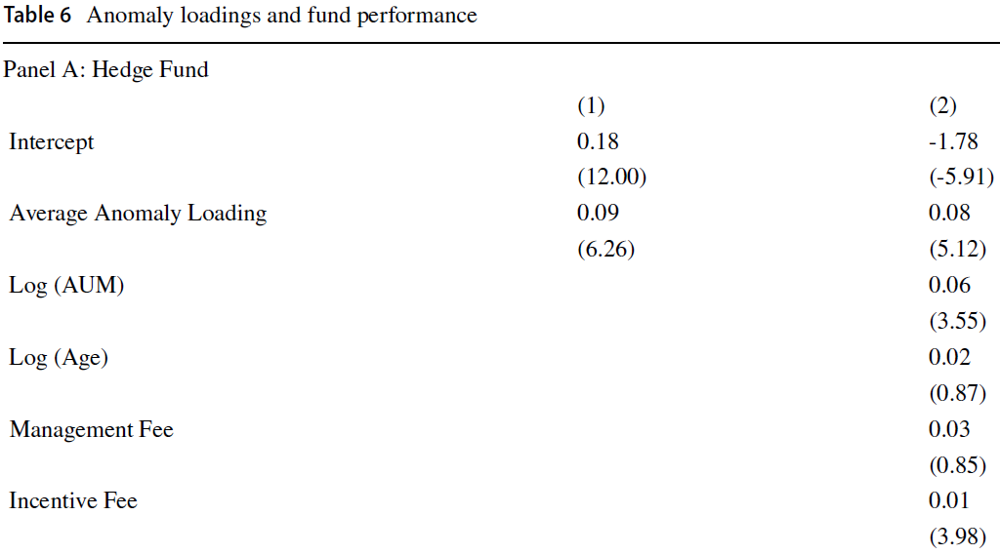 Table 6 Anomaly loadings and fund performance
Panel A: Hedge Fund
(1) (2)
Intercept 0.18 -1.78
(12.00) (-5.91)
Average Anomaly Loading 0.09 0.08
(6.26) (5.12)
Log (AUM) 0.06
(3.55)
Log (Age) 0.02
(0.87)
Management Fee 0.03
(0.85)
Incentive Fee 0.01
(3.98)